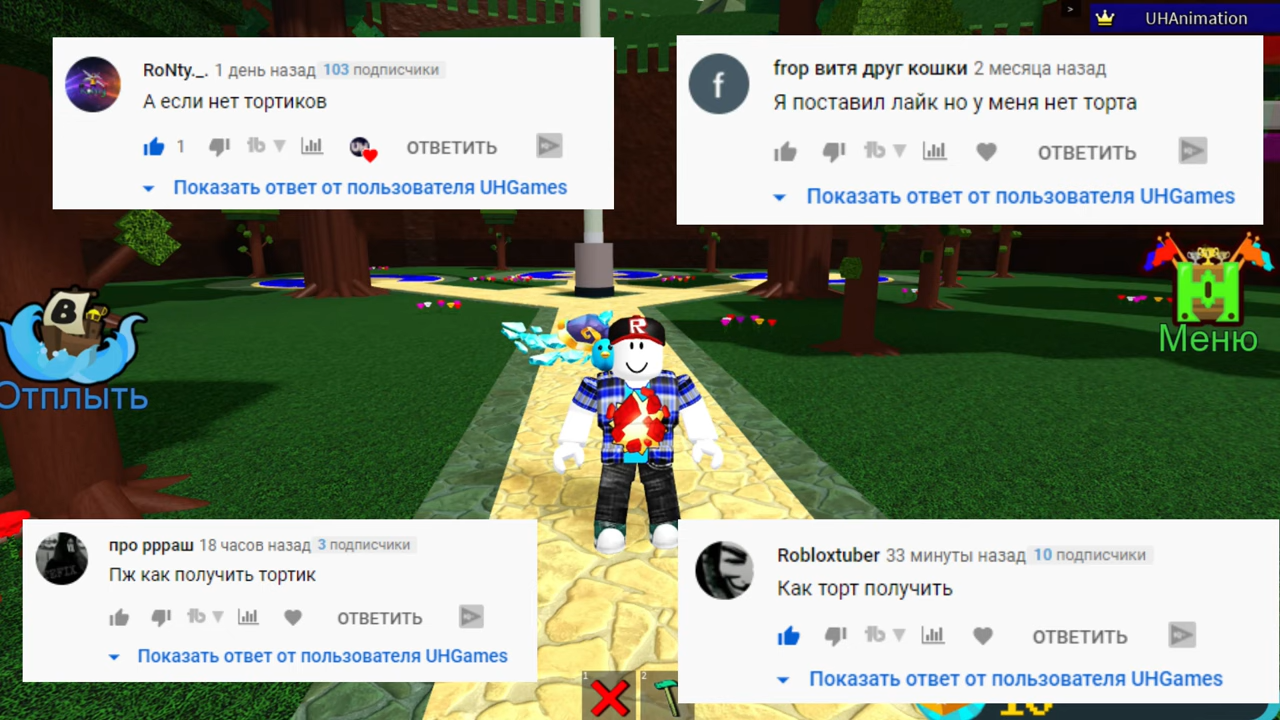 > UHAnimation
RoNty._. 1 день назад 103 подписчики
А если нет тортиков
1 ОТВЕТИТЬ
Показать ответ от пользователя UHGames
f
frop витя друг кошки 2 месяца назад
Я поставил лайк но у меня нет торта
ОТВЕТИТЬ
Показать ответ от пользователя UHGames
B
Отплыть
Меню
R
про ррраш 18 часов назад 3 подписчики
Пж как получить тортик
ОТВЕТИТЬ
Показать ответ от пользователя UHGames
Robloxtuber 33 минуты назад 10 подписчики
Как торт получить
ОТВЕТИТЬ
Показать ответ от пользователя UHGames
1 2